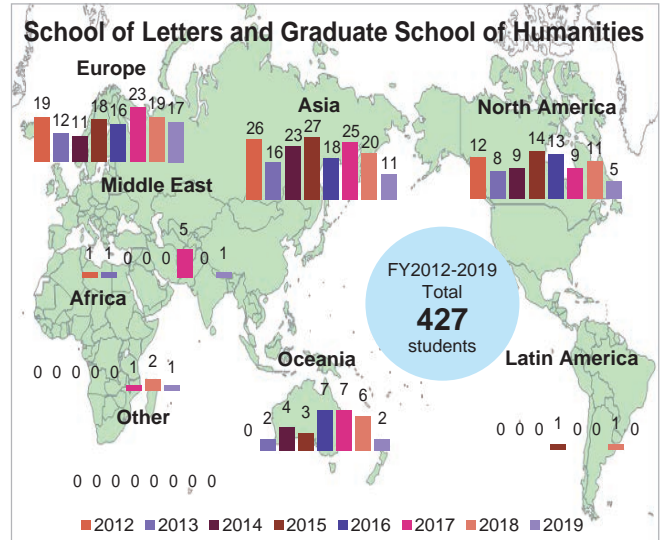 School of Letters and Graduate School of Humanities
Europe
19 12 11 18 16 23 19 17
Asia
26 16 23 27 18 25 20 11
North America
12 8 9 14 13 9 11 5
Middle East
1 1 0 0 0 5 0 1
Africa
0 0 0 0 0 1 2 1
FY2012-2019
Total
427
students
Oceania
0 2 4 3 7 7 6 2
Latin America
0 0 0 1 0 0 1 0
Other
0 0 0 0 0 0 0 0
2012 2013 2014 2015 2016 2017 2018 2019